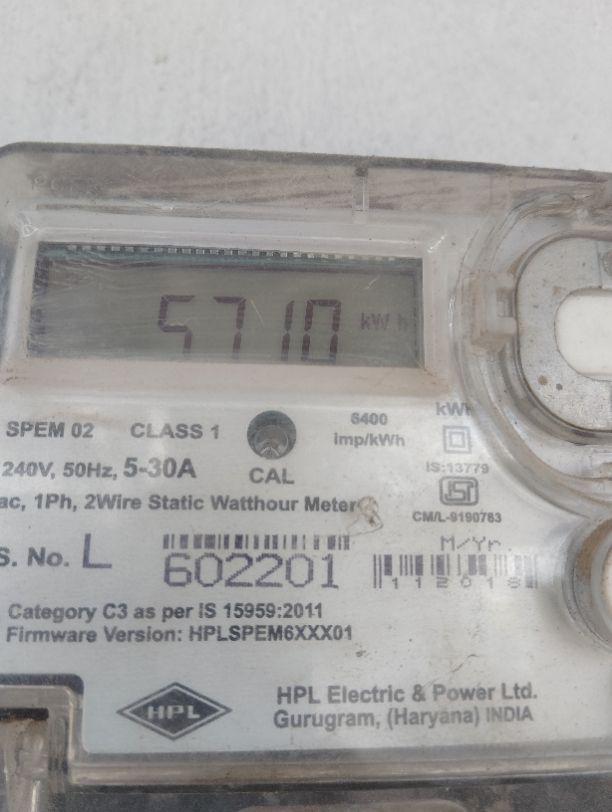 5710 kWh
SPEM 02 CLASS 1
6400
imp/kWh
kWh
240V, 50Hz, 5-30A
CAL
IS:13779
ac, 1Ph, 2Wire Static Watthour Meter
CM/L-9190763
S. No. L 602201
M/Yr.
112018
Category C3 as per IS 15959:2011
Firmware Version: HPLSPEM6XXX01
HPL
HPL Electric & Power Ltd.
Gurugram, (Haryana) INDIA